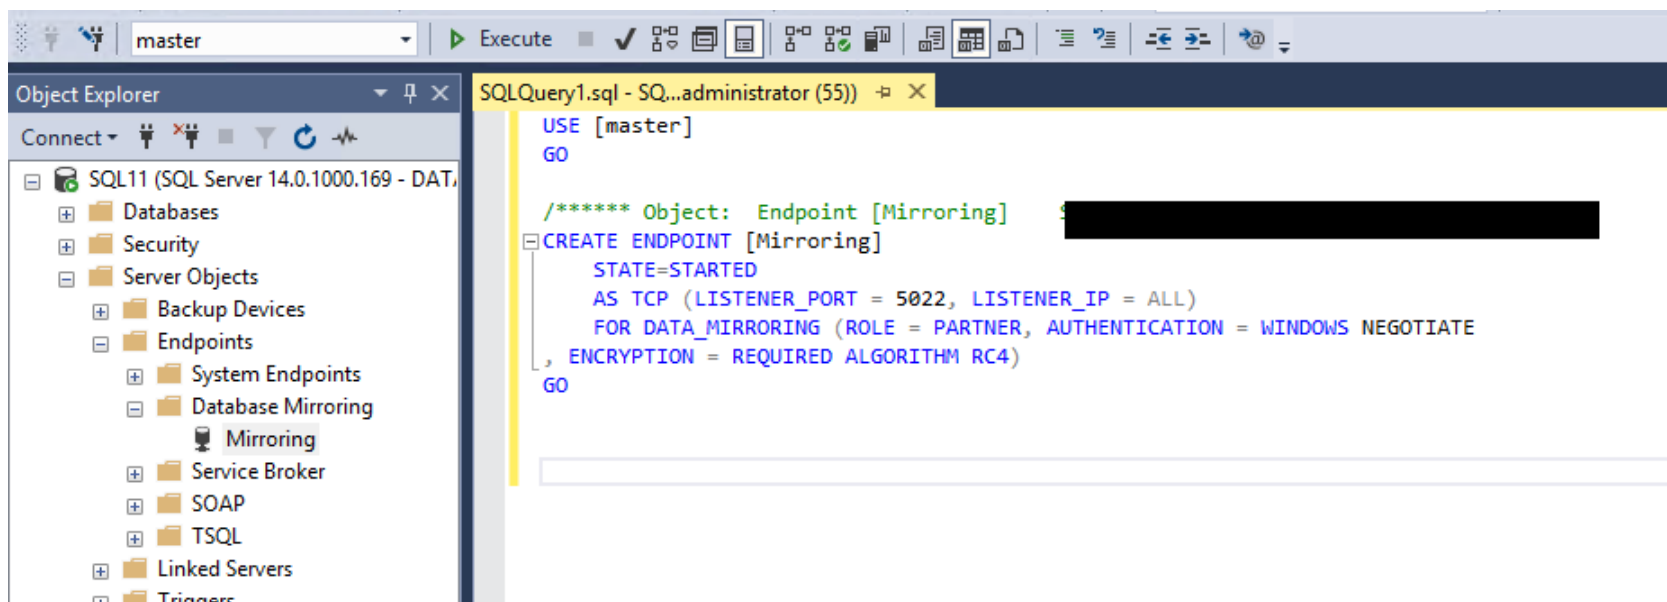 master
Execute
Object Explorer
SQLQuery1.sql - SQ...administrator (55))
Connect
SQL11 (SQL Server 14.0.1000.169 - DAT
Databases
Security
Server Objects
Backup Devices
Endpoints
System Endpoints
Database Mirroring
Mirroring
Service Broker
SOAP
TSQL
Linked Servers
Triggers
USE [master]
GO
/****** Object:  Endpoint [Mirroring]
CREATE ENDPOINT [Mirroring]
STATE=STARTED
AS TCP (LISTENER_PORT = 5022, LISTENER_IP = ALL)
FOR DATA_MIRRORING (ROLE = PARTNER, AUTHENTICATION = WINDOWS NEGOTIATE
, ENCRYPTION = REQUIRED ALGORITHM RC4)
GO